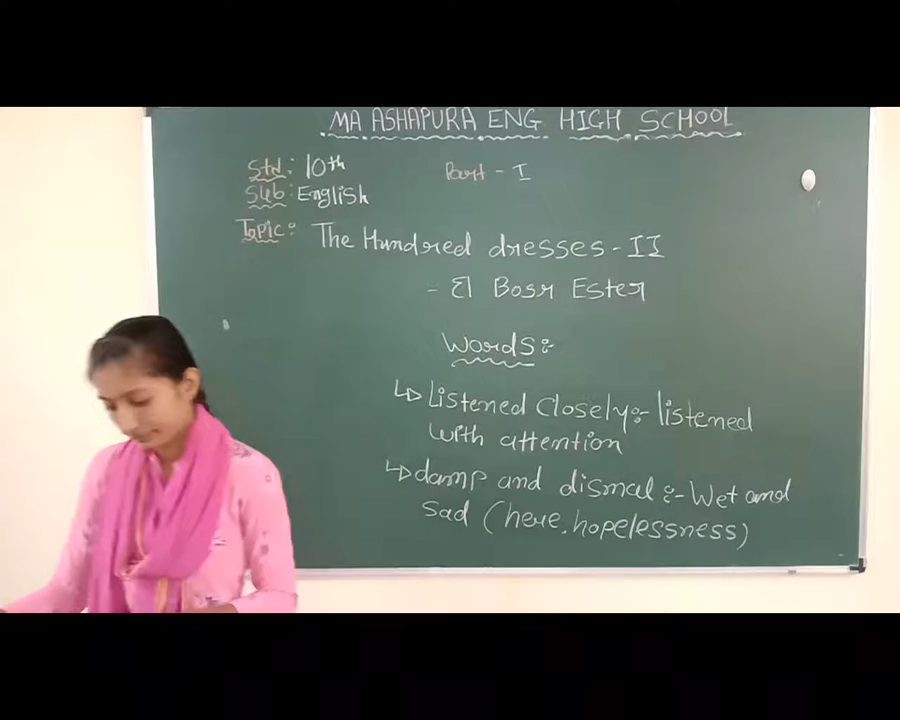 MA ASHAPURA ENG HIGH SCHOOL
Std: 10th
Part - I
Sub: English
Topic: The Hundred dresses - II
- El Bosr Ester
Words :-
↳ Listened Closely :- listened
with attention
↳ damp and dismal :- Wet and
sad (here, hopelessness)